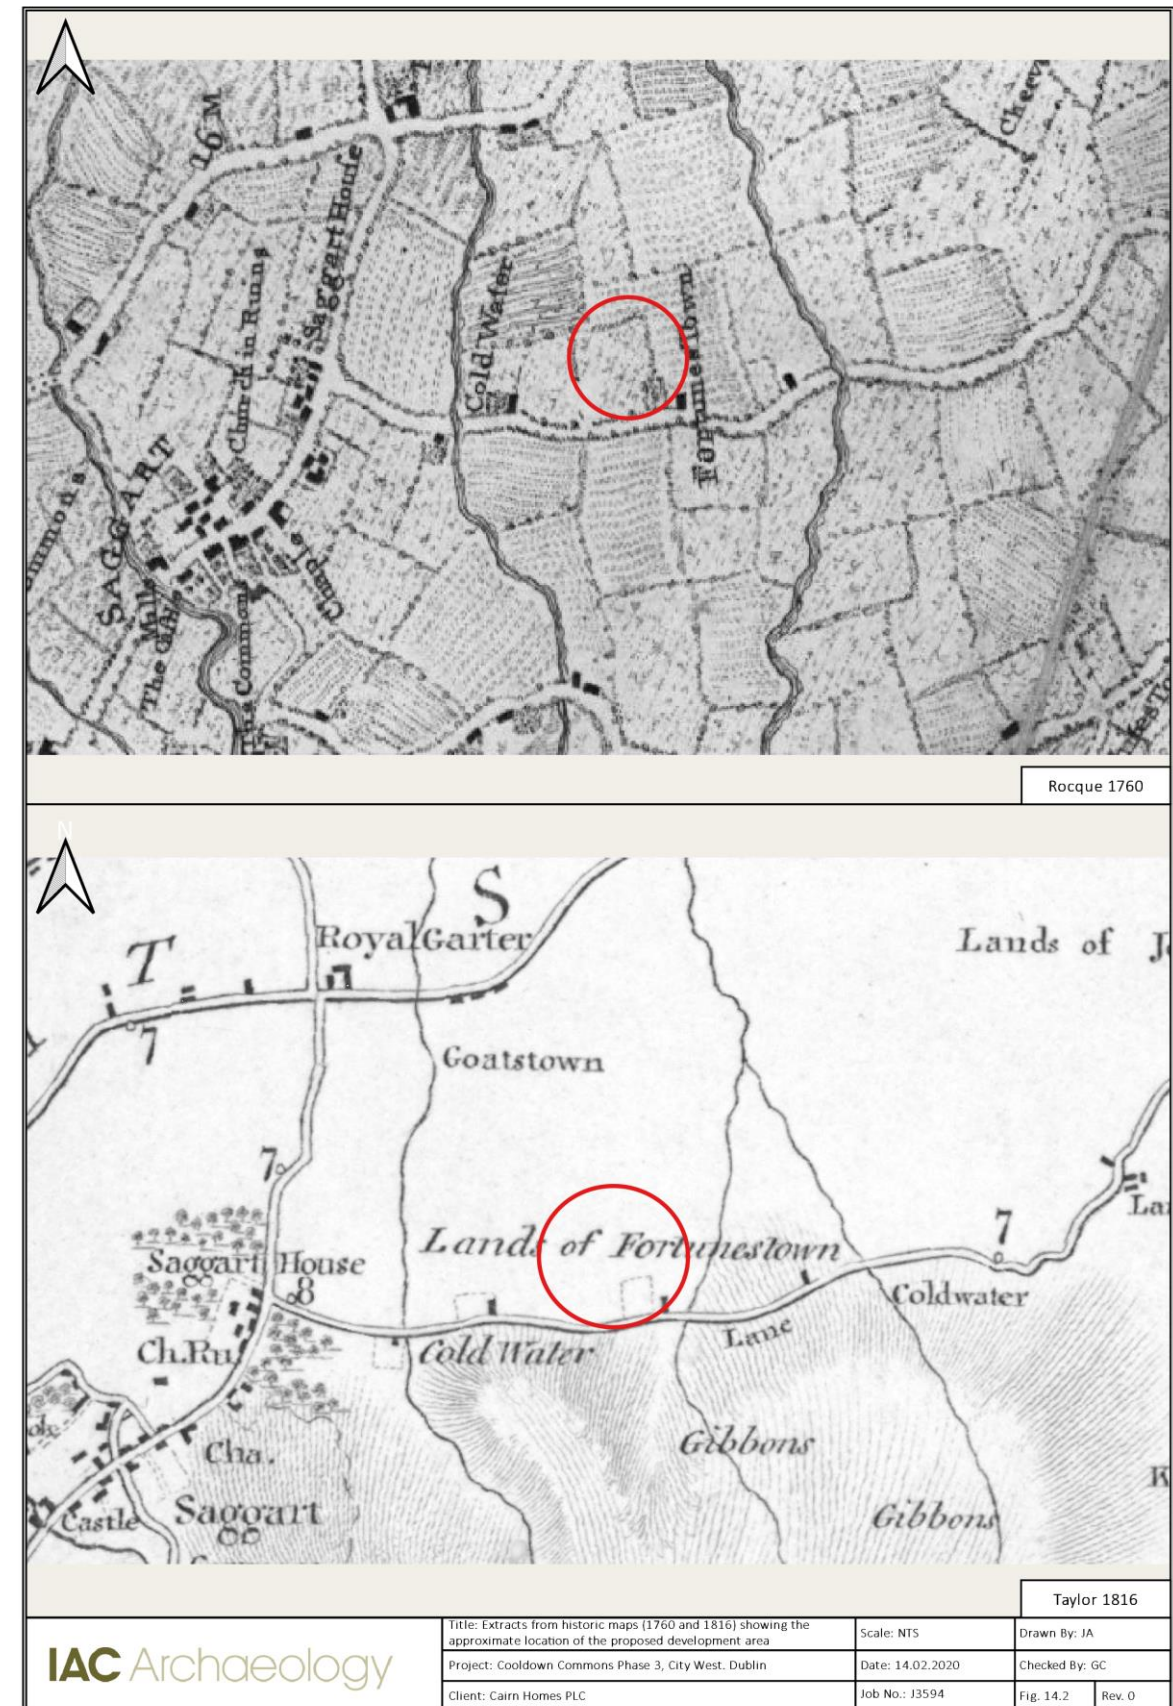 16 M
Saggart House
Church in Ruins
Cold Water
Fortunestown
Cheev
SAGGART
Chaple
Mills
The Commons
Rocque 1760
N
T
S
Royal Garter
Lands of J
7
Goatstown
7
Lands of Fortunestown
7
Saggart House
8
Coldwater
Lane
Ch.Ru
Cold Water
Gibbons
Cha.
Gibbons
K
Castle
Saggart
Taylor 1816
IAC Archaeology
Title: Extracts from historic maps (1760 and 1816) showing the
approximate location of the proposed development area
Scale: NTS
Drawn By: JA
Project: Cooldown Commons Phase 3, City West. Dublin
Date: 14.02.2020
Checked By: GC
Client: Cairn Homes PLC
Job No.: J3594
Fig. 14.2
Rev. 0